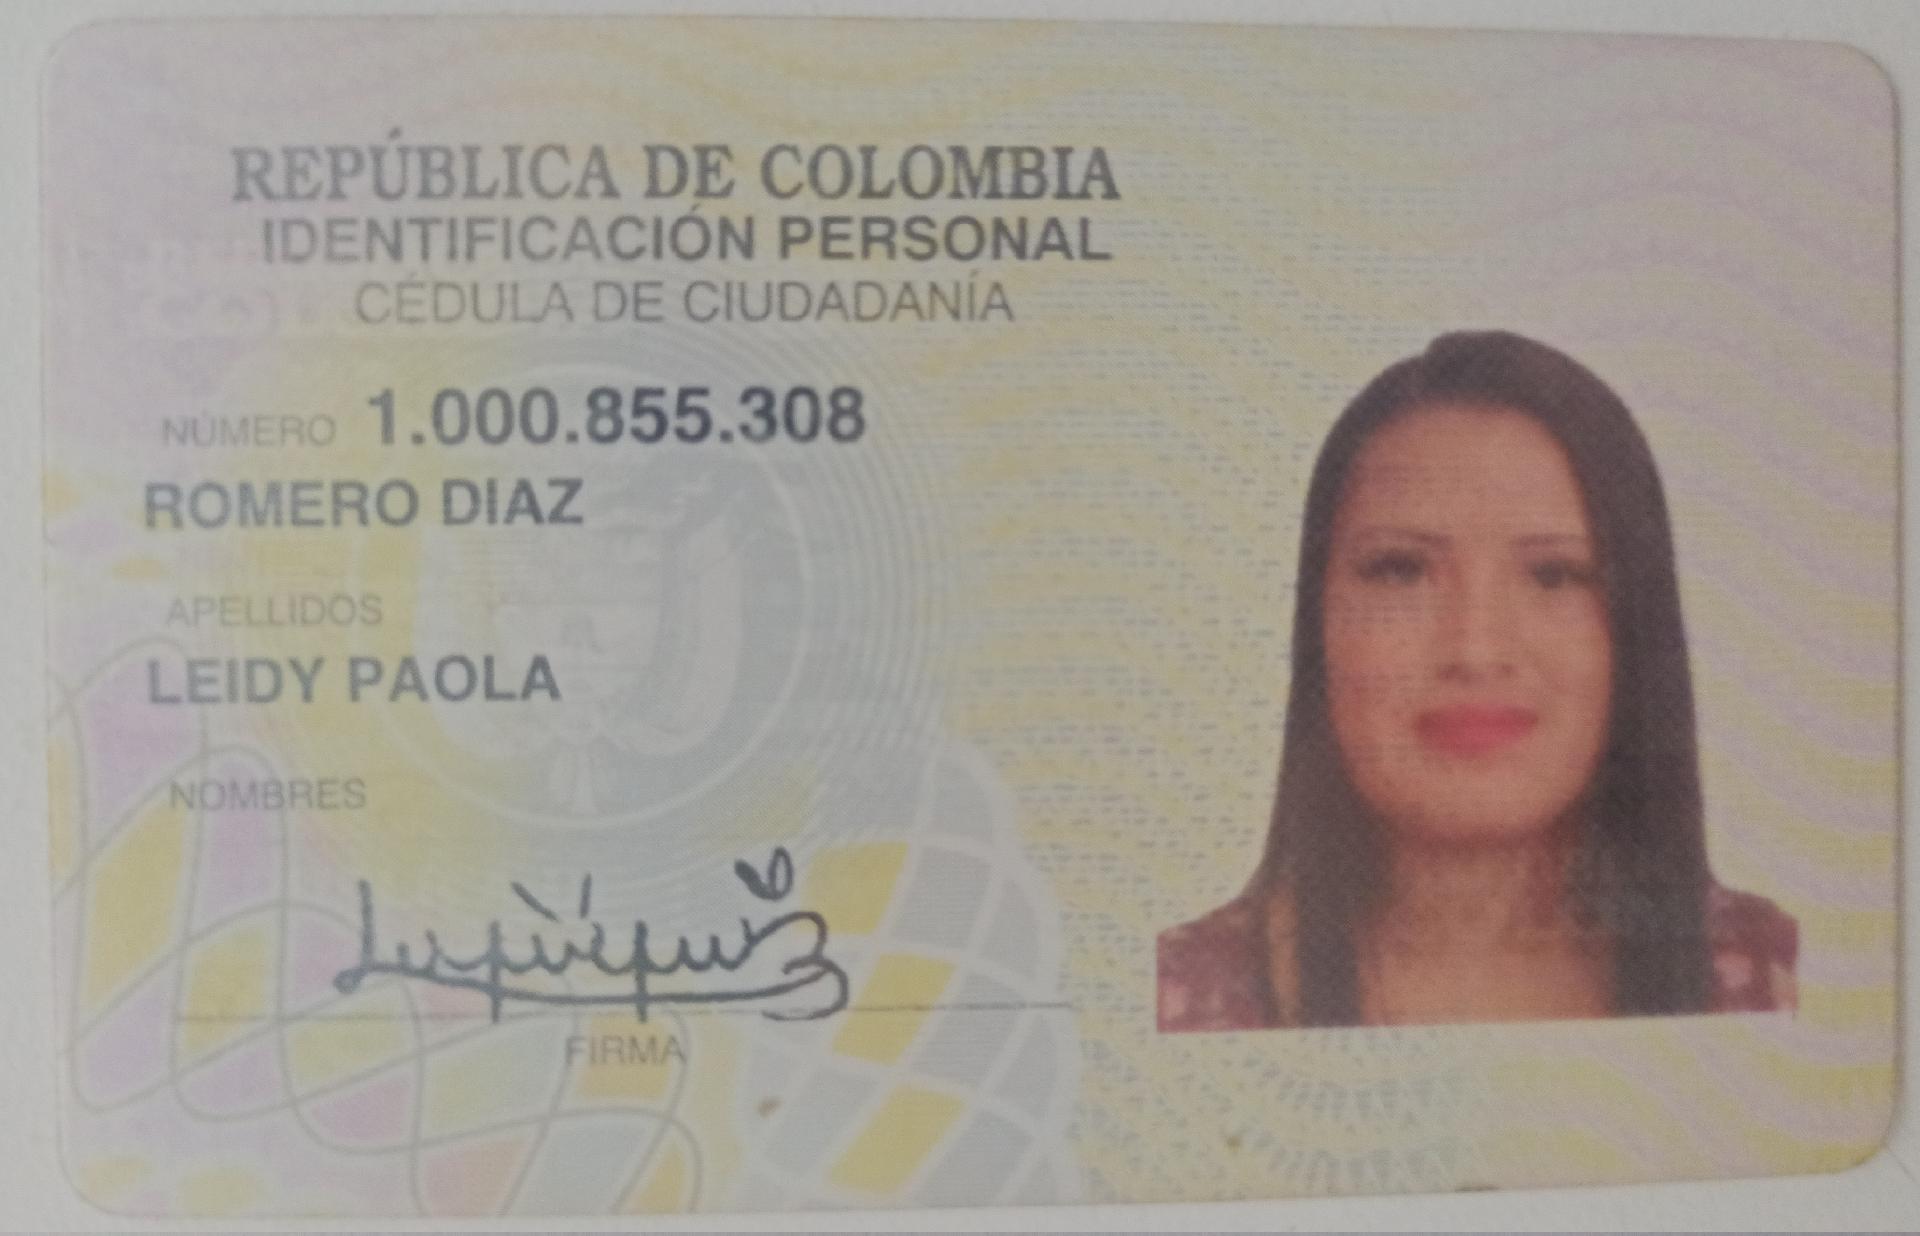 REPÚBLICA DE COLOMBIA
IDENTIFICACIÓN PERSONAL
CÉDULA DE CIUDADANÍA
NÚMERO 1.000.855.308
ROMERO DIAZ
APELLIDOS
LEIDY PAOLA
NOMBRES
FIRMA